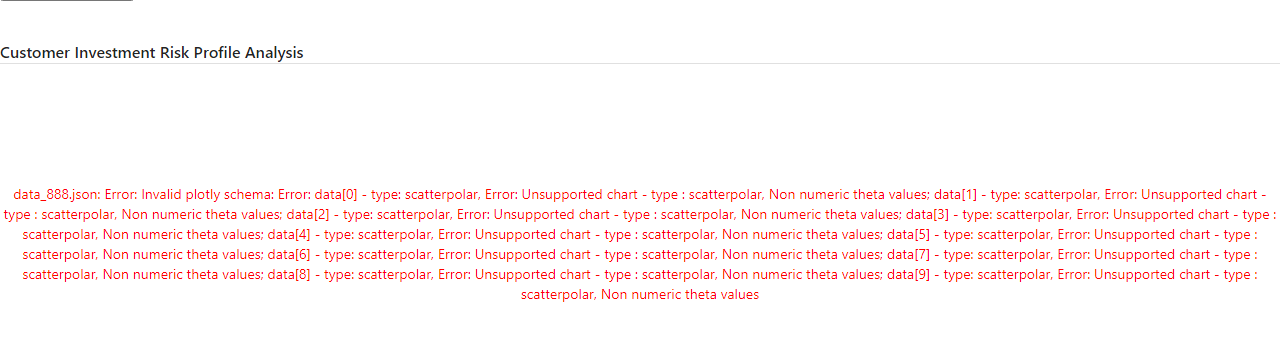 Customer Investment Risk Profile Analysis
data_888.json: Error: Invalid plotly schema: Error: data[0] - type: scatterpolar, Error: Unsupported chart - type : scatterpolar, Non numeric theta values; data[1] - type: scatterpolar, Error: Unsupported chart -
type : scatterpolar, Non numeric theta values; data[2] - type: scatterpolar, Error: Unsupported chart - type : scatterpolar, Non numeric theta values; data[3] - type: scatterpolar, Error: Unsupported chart - type :
scatterpolar, Non numeric theta values; data[4] - type: scatterpolar, Error: Unsupported chart - type : scatterpolar, Non numeric theta values; data[5] - type: scatterpolar, Error: Unsupported chart - type :
scatterpolar, Non numeric theta values; data[6] - type: scatterpolar, Error: Unsupported chart - type : scatterpolar, Non numeric theta values; data[7] - type: scatterpolar, Error: Unsupported chart - type :
scatterpolar, Non numeric theta values; data[8] - type: scatterpolar, Error: Unsupported chart - type : scatterpolar, Non numeric theta values; data[9] - type: scatterpolar, Error: Unsupported chart - type :
scatterpolar, Non numeric theta values